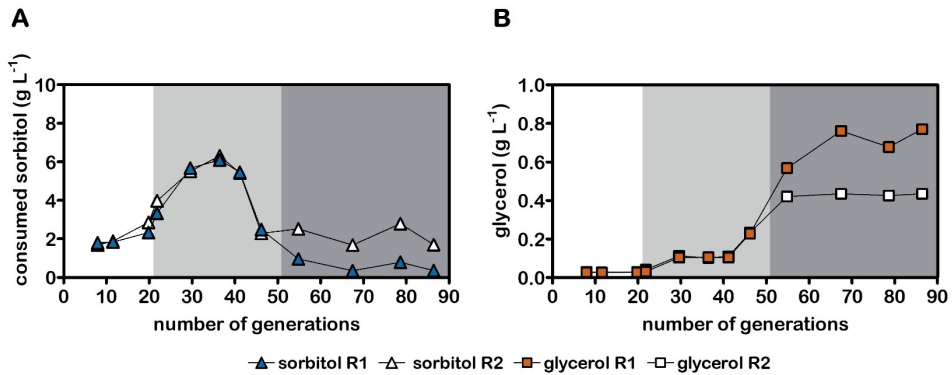 A
B
consumed sorbitol (g L⁻¹)
10
8
6
4
2
0
0 10 20 30 40 50 60 70 80 90
number of generations
glycerol (g L⁻¹)
1.0
0.8
0.6
0.4
0.2
0.0
0 10 20 30 40 50 60 70 80 90
number of generations
sorbitol R1 sorbitol R2 glycerol R1 glycerol R2